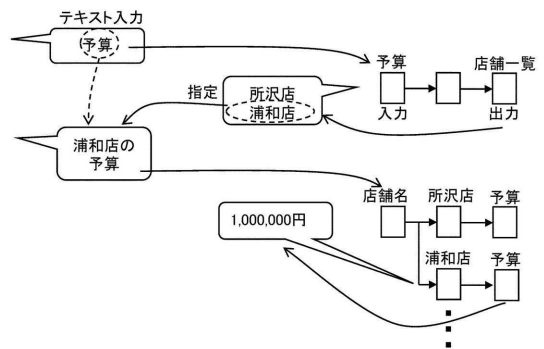 テキスト入力
予算
予算
店舗一覧
指定
所沢店
浦和店
入力
出力
浦和店の
予算
店舗名
所沢店
予算
1,000,000円
浦和店
予算